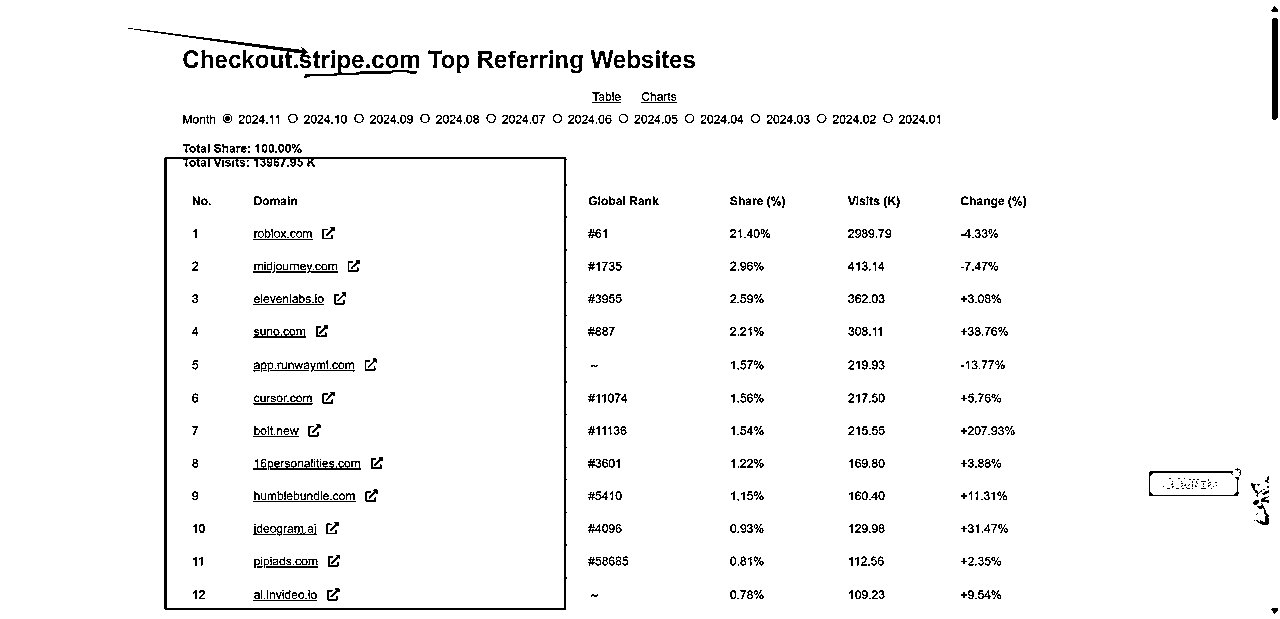 Checkout.stripe.com Top Referring Websites
Table Charts
Month 2024.11 2024.10 2024.09 2024.08 2024.07 2024.06 2024.05 2024.04 2024.03 2024.02 2024.01
Total Share: 100.00%
Total Visits: 13967.95 K
No. Domain Global Rank Share (%) Visits (K) Change (%)
1 roblox.com #61 21.40% 2989.79 -4.33%
2 midjourney.com #1735 2.96% 413.14 -7.47%
3 elevenlabs.io #3955 2.59% 362.03 +3.08%
4 suno.com #887 2.21% 308.11 +38.76%
5 app.runwayml.com ~ 1.57% 219.93 -13.77%
6 cursor.com #11074 1.56% 217.50 +5.76%
7 bolt.new #11136 1.54% 215.55 +207.93%
8 16personalities.com #3601 1.22% 169.80 +3.88%
9 humblebundle.com #5410 1.15% 160.40 +11.31%
10 ideogram.ai #4096 0.93% 129.98 +31.47%
11 pipiads.com #58685 0.81% 112.56 +2.35%
12 ai.invideo.io ~ 0.78% 109.23 +9.54%